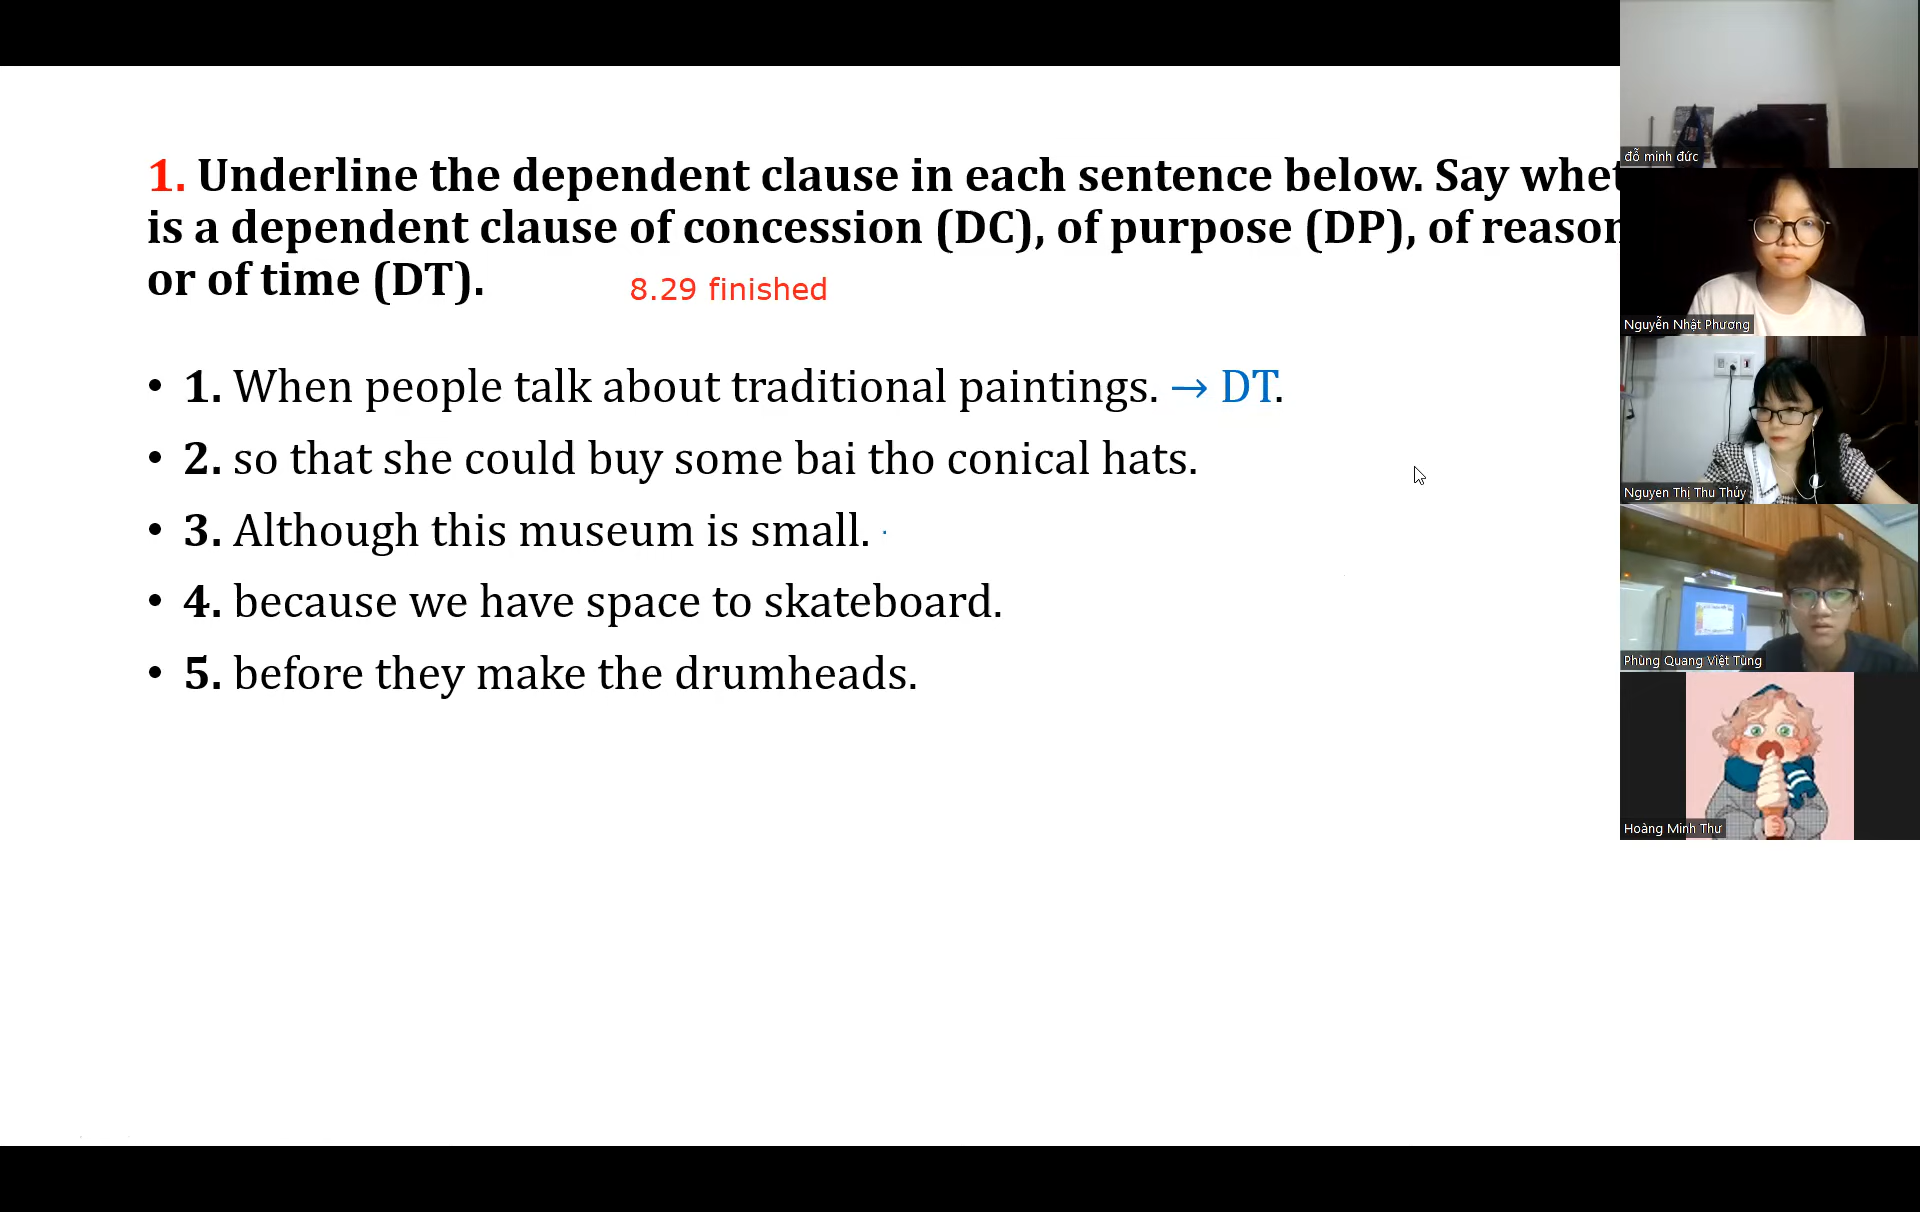 1. Underline the dependent clause in each sentence below. Say whet
is a dependent clause of concession (DC), of purpose (DP), of reason
or of time (DT).
8.29 finished
• 1. When people talk about traditional paintings. → DT.
• 2. so that she could buy some bai tho conical hats.
• 3. Although this museum is small.
• 4. because we have space to skateboard.
• 5. before they make the drumheads.
đỗ minh đức
Nguyễn Nhật Phương
Nguyen Thị Thu Thủy
Phùng Quang Việt Tùng
Hoàng Minh Thư